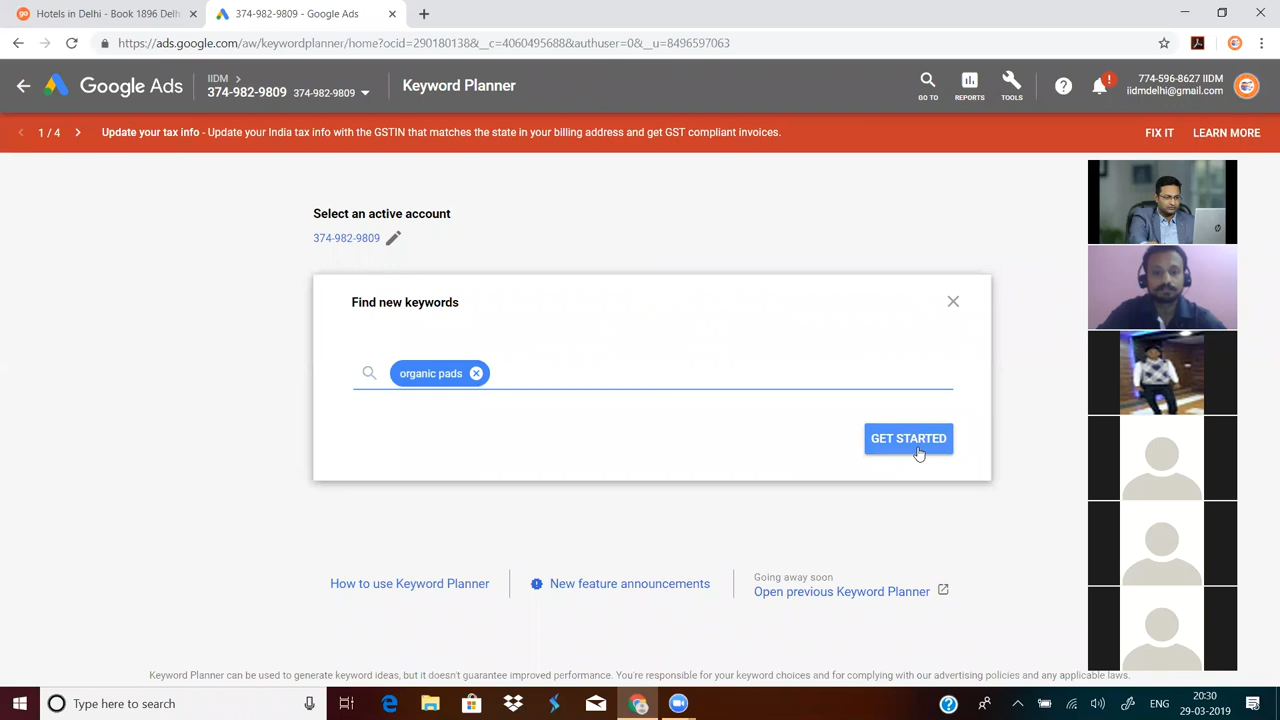 Hotels in Delhi - Book 1896 Delh
374-982-9809 - Google Ads
https://ads.google.com/aw/keywordplanner/home?ocid=290180138&__c=4060495688&authuser=0&__u=8496597063
Google Ads
IIDM
374-982-9809 374-982-9809
Keyword Planner
GO TO
REPORTS
TOOLS
774-596-8627 IIDM
iidmdelhi@gmail.com
1 / 4
Update your tax info - Update your India tax info with the GSTIN that matches the state in your billing address and get GST compliant invoices.
FIX IT
LEARN MORE
Select an active account
374-982-9809
Find new keywords
organic pads
GET STARTED
How to use Keyword Planner
New feature announcements
Going away soon
Open previous Keyword Planner
Keyword Planner can be used to generate keyword ideas, but it doesn't guarantee improved performance. You're responsible for your keyword choices and for complying with our advertising policies and any applicable laws.
Type here to search
ENG
20:30
29-03-2019